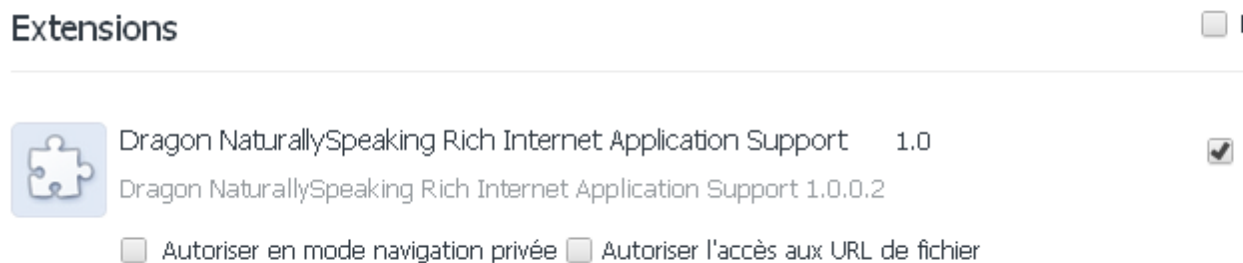 Extensions
Dragon NaturallySpeaking Rich Internet Application Support 1.0
Dragon NaturallySpeaking Rich Internet Application Support 1.0.0.2
Autoriser en mode navigation privée Autoriser l'accès aux URL de fichier